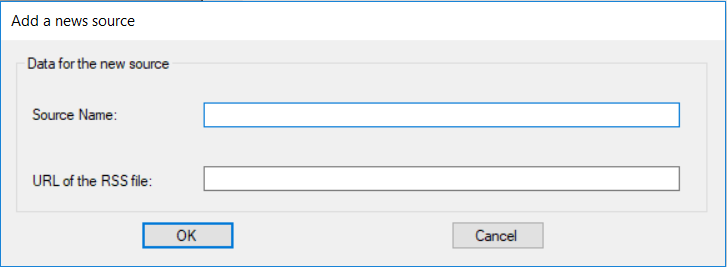 Add a news source
Data for the new source
Source Name:
URL of the RSS file:
OK
Cancel